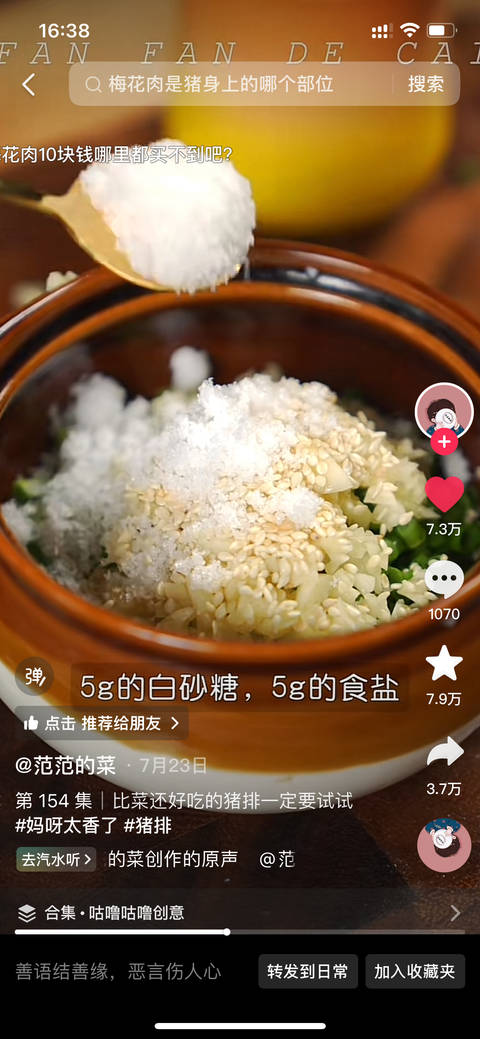 16:38
FAN FAN DE CAI
梅花肉是猪身上的哪个部位
搜索
花肉10块钱哪里都买不到吧?
7.3万
1070
7.9万
弹
5g的白砂糖，5g的食盐
点击 推荐给朋友
3.7万
@范范的菜 · 7月23日
第 154 集｜比菜还好吃的猪排一定要试试
#妈呀太香了 #猪排
去汽水听 的菜创作的原声 @范
合集·咕噜咕噜创意
善语结善缘，恶言伤人心
转发到日常
加入收藏夹